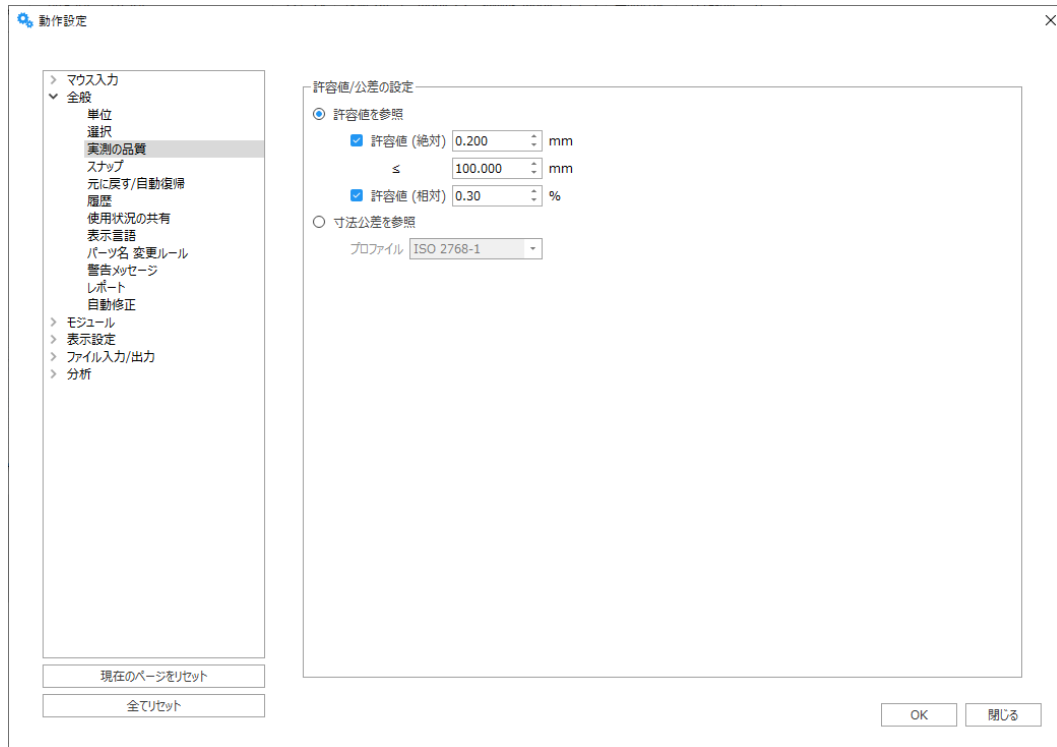 動作設定
マウス入力
全般
単位
選択
実測の品質
スナップ
元に戻す/自動復帰
履歴
使用状況の共有
表示言語
パーツ名 変更ルール
警告メッセージ
レポート
自動修正
モジュール
表示設定
ファイル入力/出力
分析
現在のページをリセット
全てリセット
許容値/公差の設定
許容値を参照
許容値 (絶対) 0.200 mm
≤ 100.000 mm
許容値 (相対) 0.30 %
寸法公差を参照
プロファイル ISO 2768-1
OK 閉じる